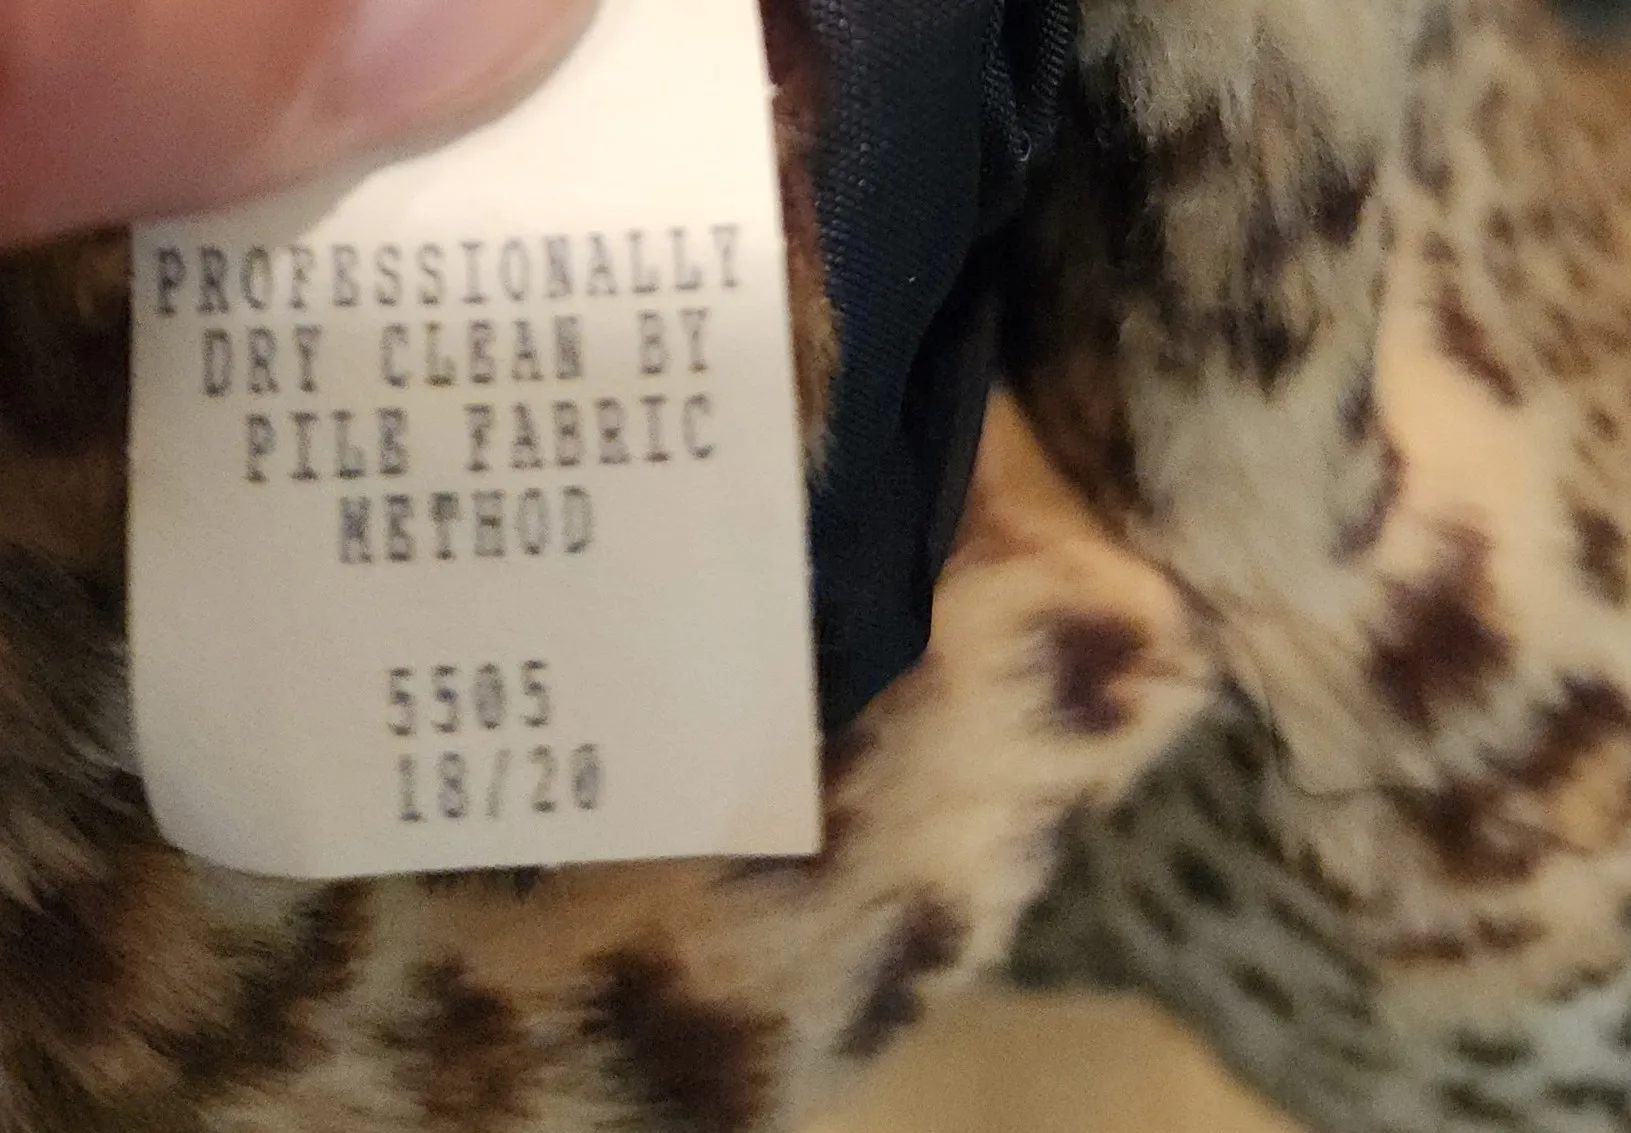 PROFESSIONALLY
DRY CLEAN BY
PILE FABRIC
METHOD
5505
18/20